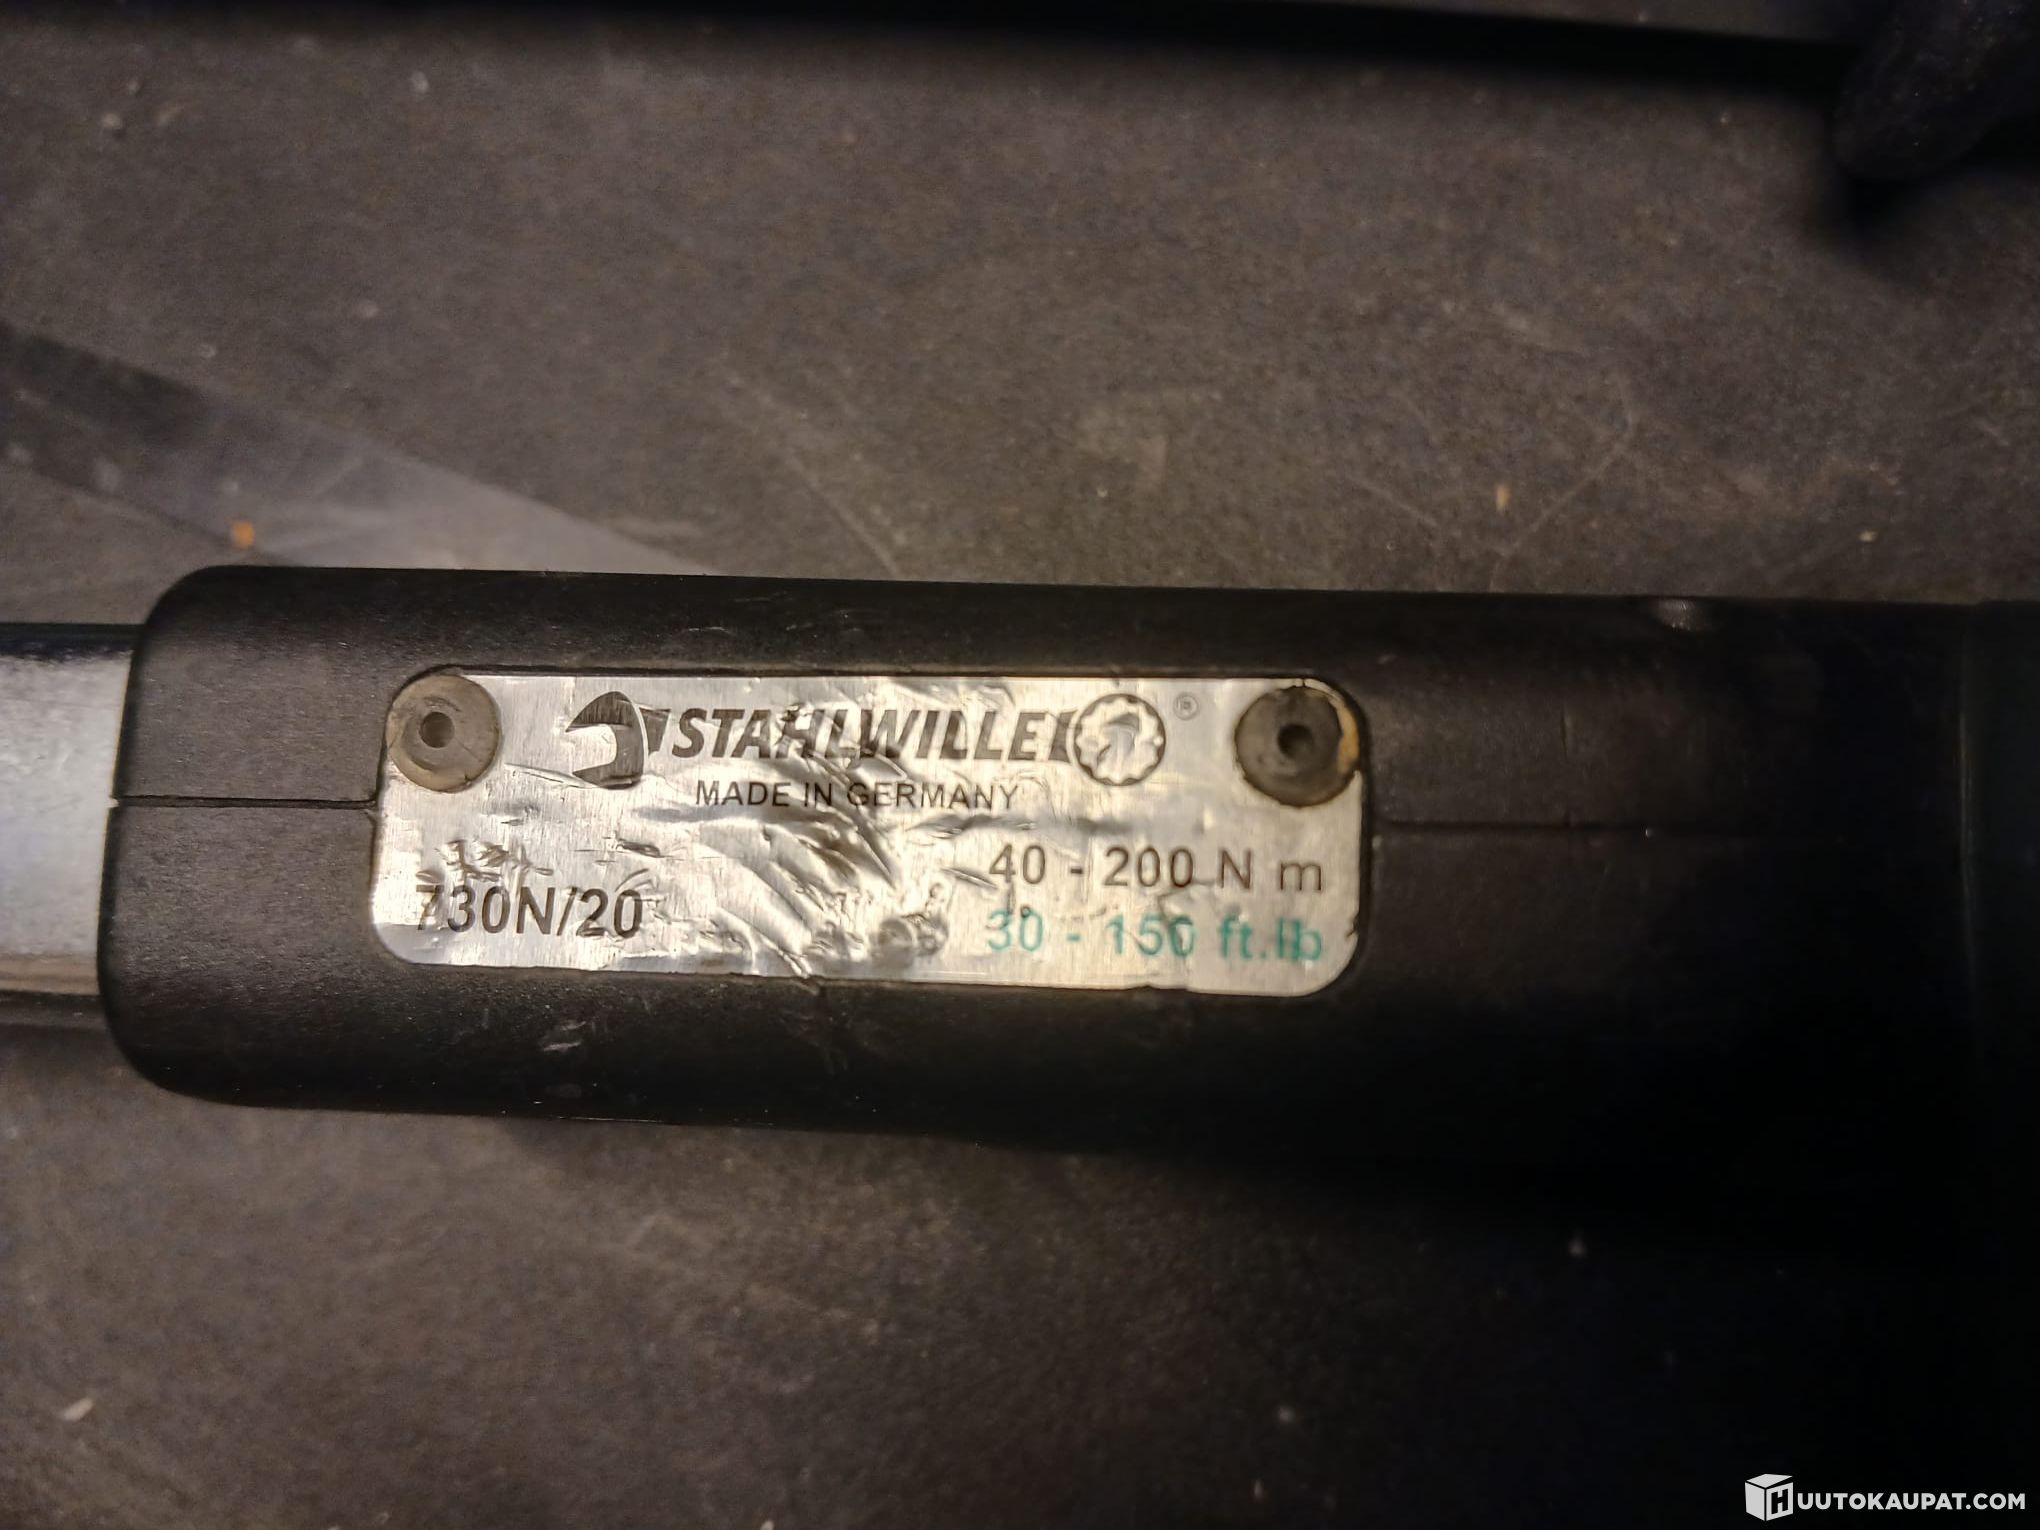 STAHLWILLE ®
MADE IN GERMANY
730N/20
40 - 200 N m
30 - 150 ft.lb
HUUTOKAUPAT.COM